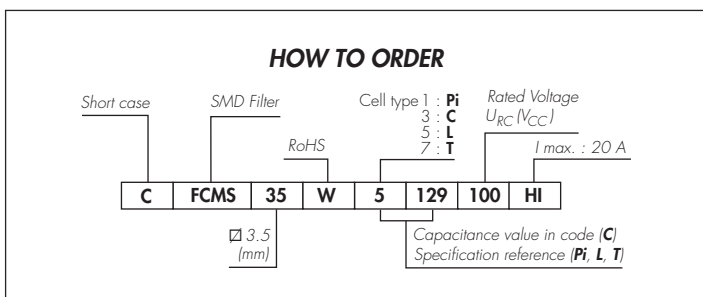 HOW TO ORDER
Short case
SMD Filter
RoHS
Cell type 1 : Pi
3 : C
5 : L
7 : T
Rated Voltage
URC (VCC)
I max. : 20 A
C FCMS 35 W 5 129 100 HI
3.5
(mm)
Capacitance value in code (C)
Specification reference (Pi, L, T)